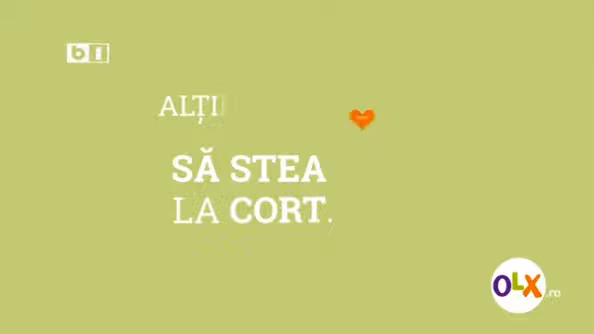 b1
ALȚII
SĂ STEA
LA CORT.
OLX.ro